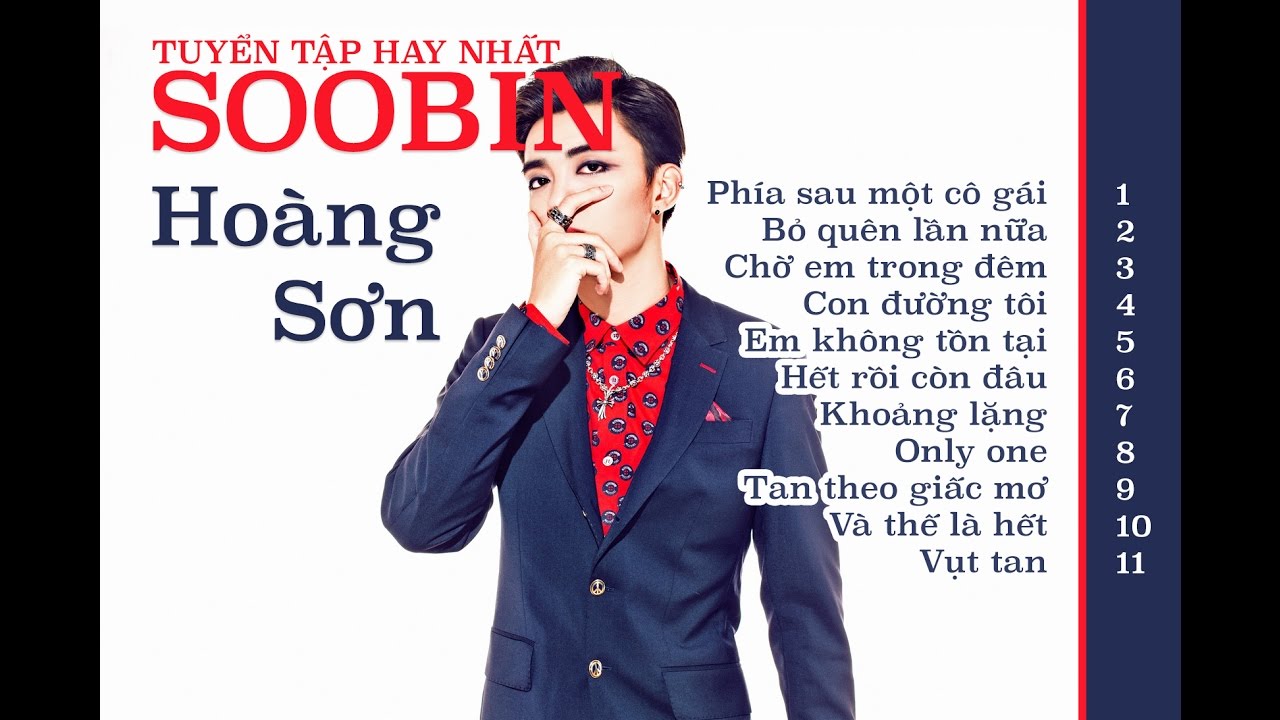 TUYỂN TẬP HAY NHẤT
SOOBIN
Hoàng
Sơn
Phía sau một cô gái 1
Bỏ quên lần nữa 2
Chờ em trong đêm 3
Con đường tôi 4
Em không tồn tại 5
Hết rồi còn đâu 6
Khoảng lặng 7
Only one 8
Tan theo giấc mơ 9
Và thế là hết 10
Vụt tan 11